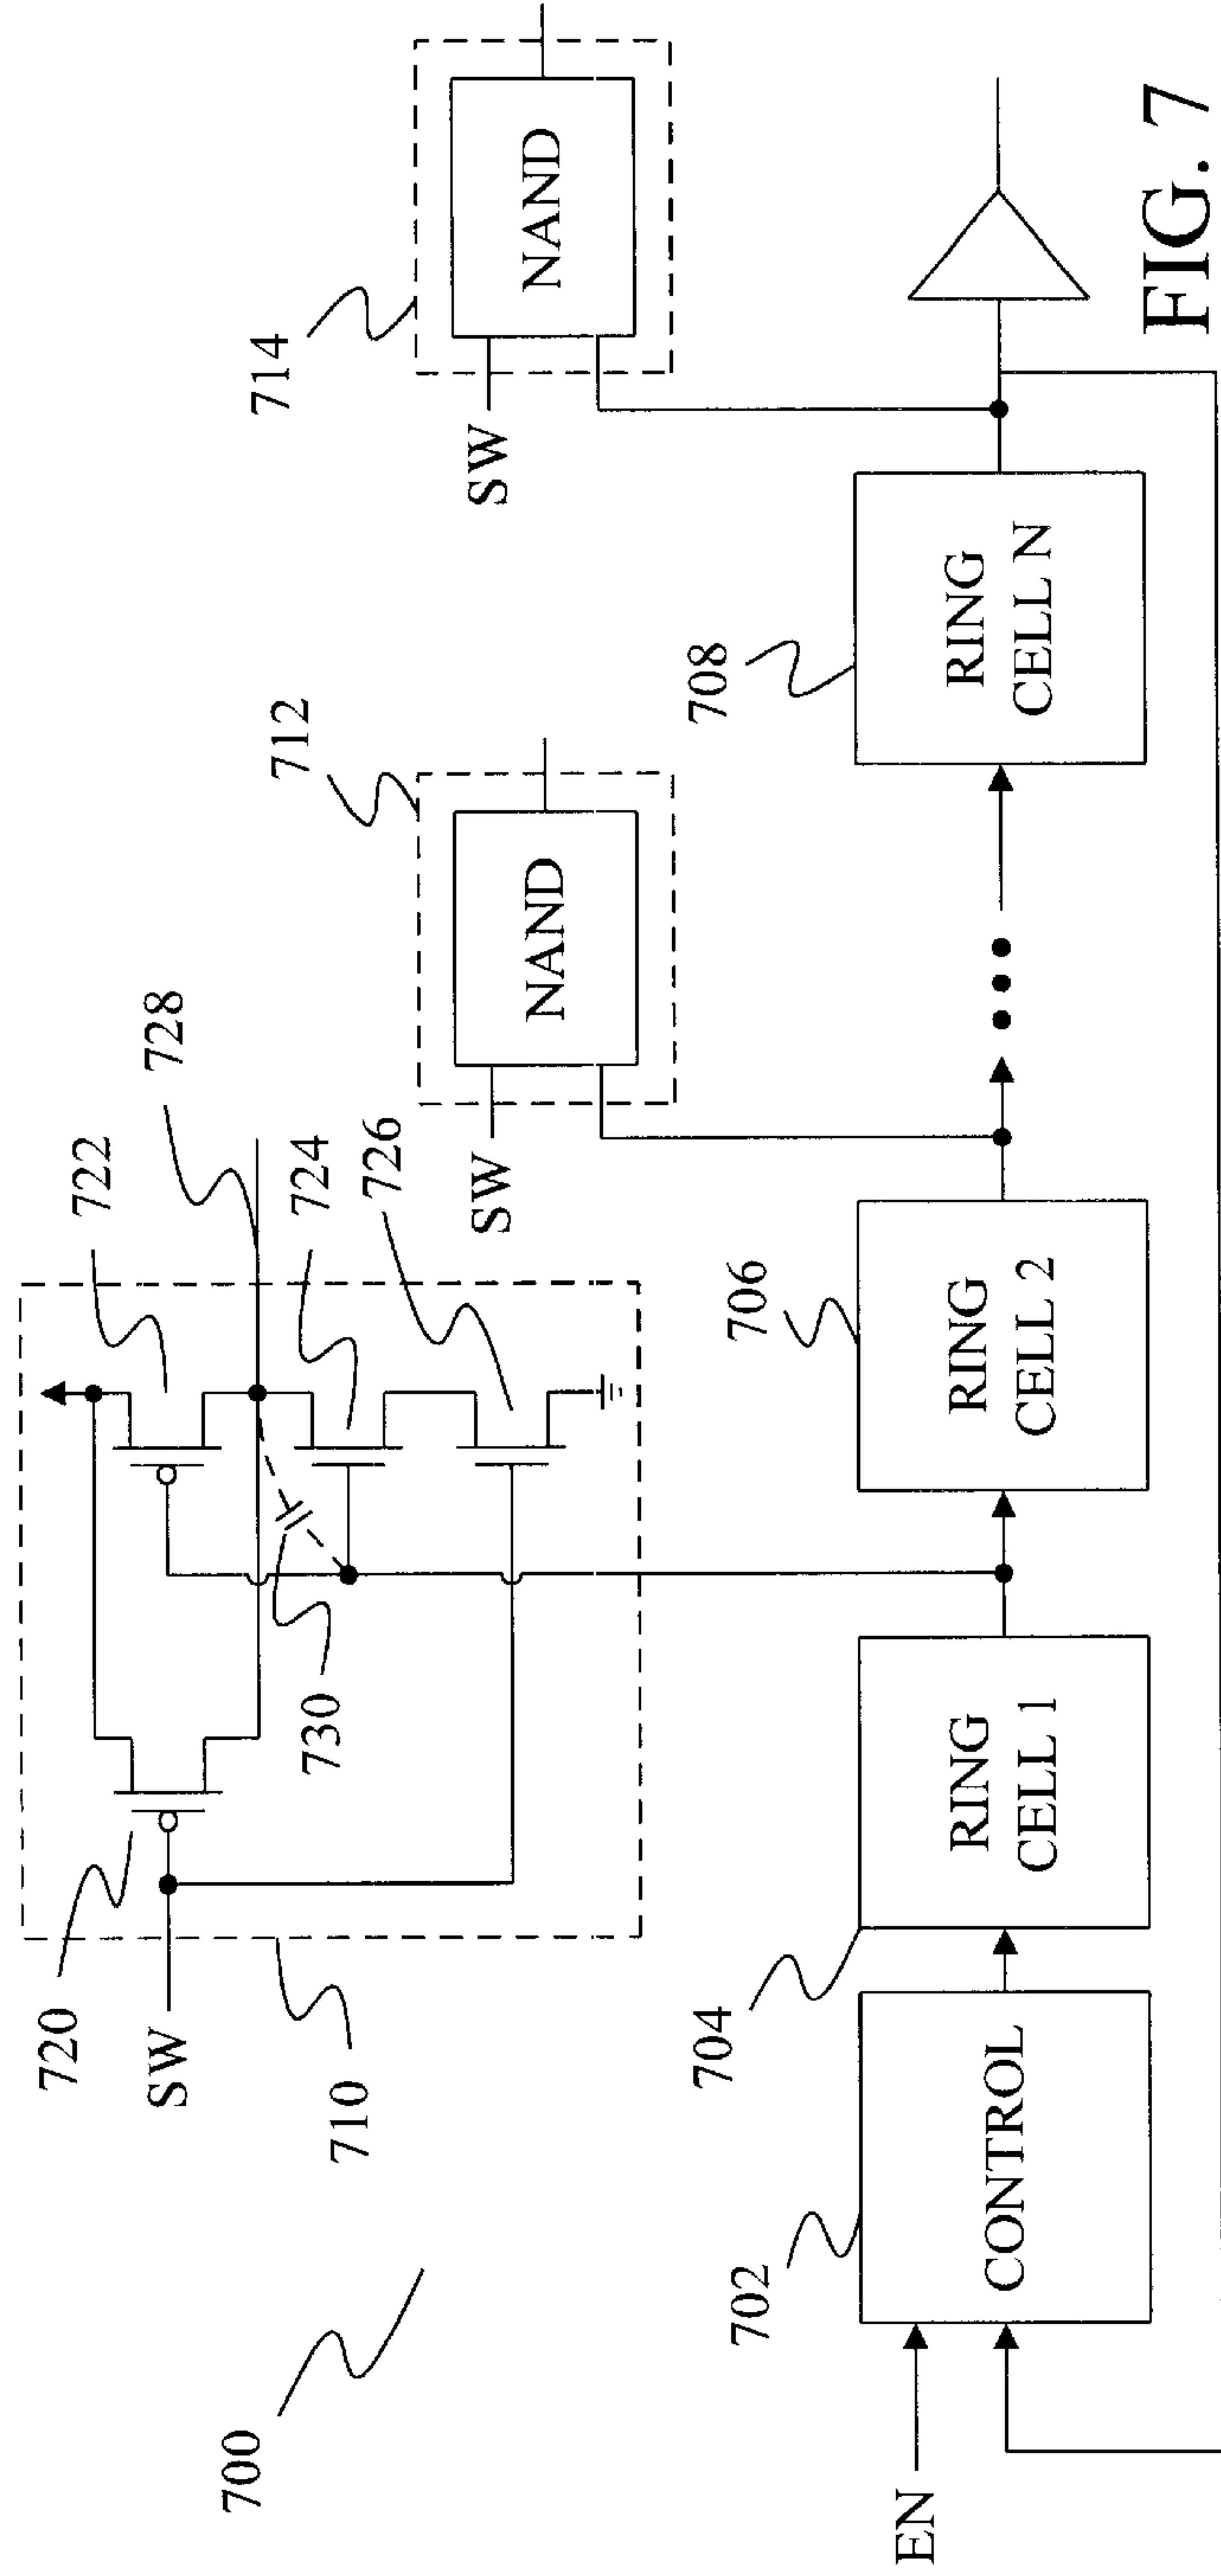 720
722
728
SW
724
726
730
710
712
714
NAND
NAND
SW
SW
700
702
704
706
708
EN
CONTROL
RING
CELL 1
RING
CELL 2
RING
CELL N
FIG. 7